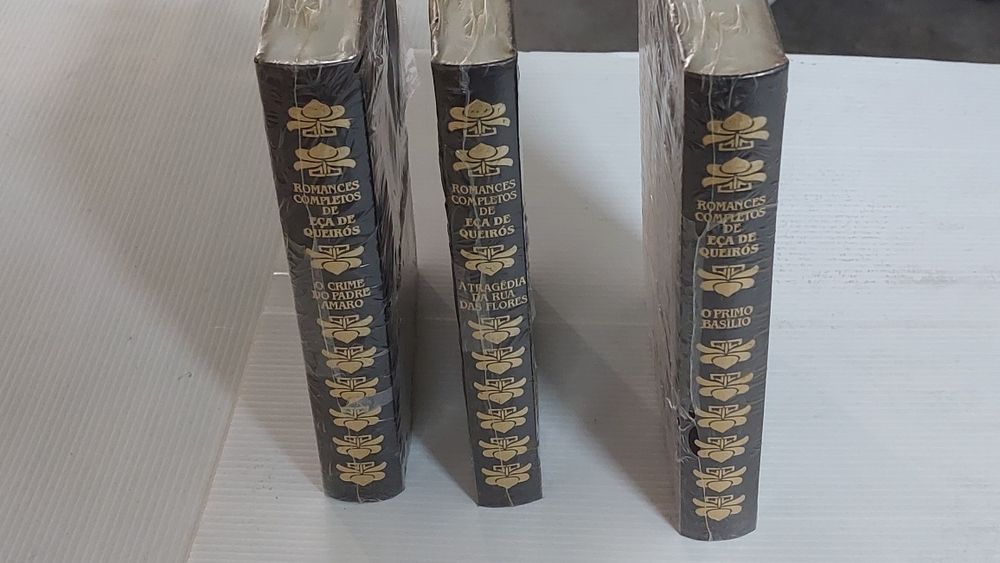 ROMANCES
COMPLETOS
DE
EÇA DE
QUEIRÓS
O CRIME
DO PADRE
AMARO
ROMANCES
COMPLETOS
DE
EÇA DE
QUEIRÓS
A TRAGÉDIA
DA RUA
DAS FLORES
ROMANCES
COMPLETOS
DE
EÇA DE
QUEIRÓS
O PRIMO
BASÍLIO